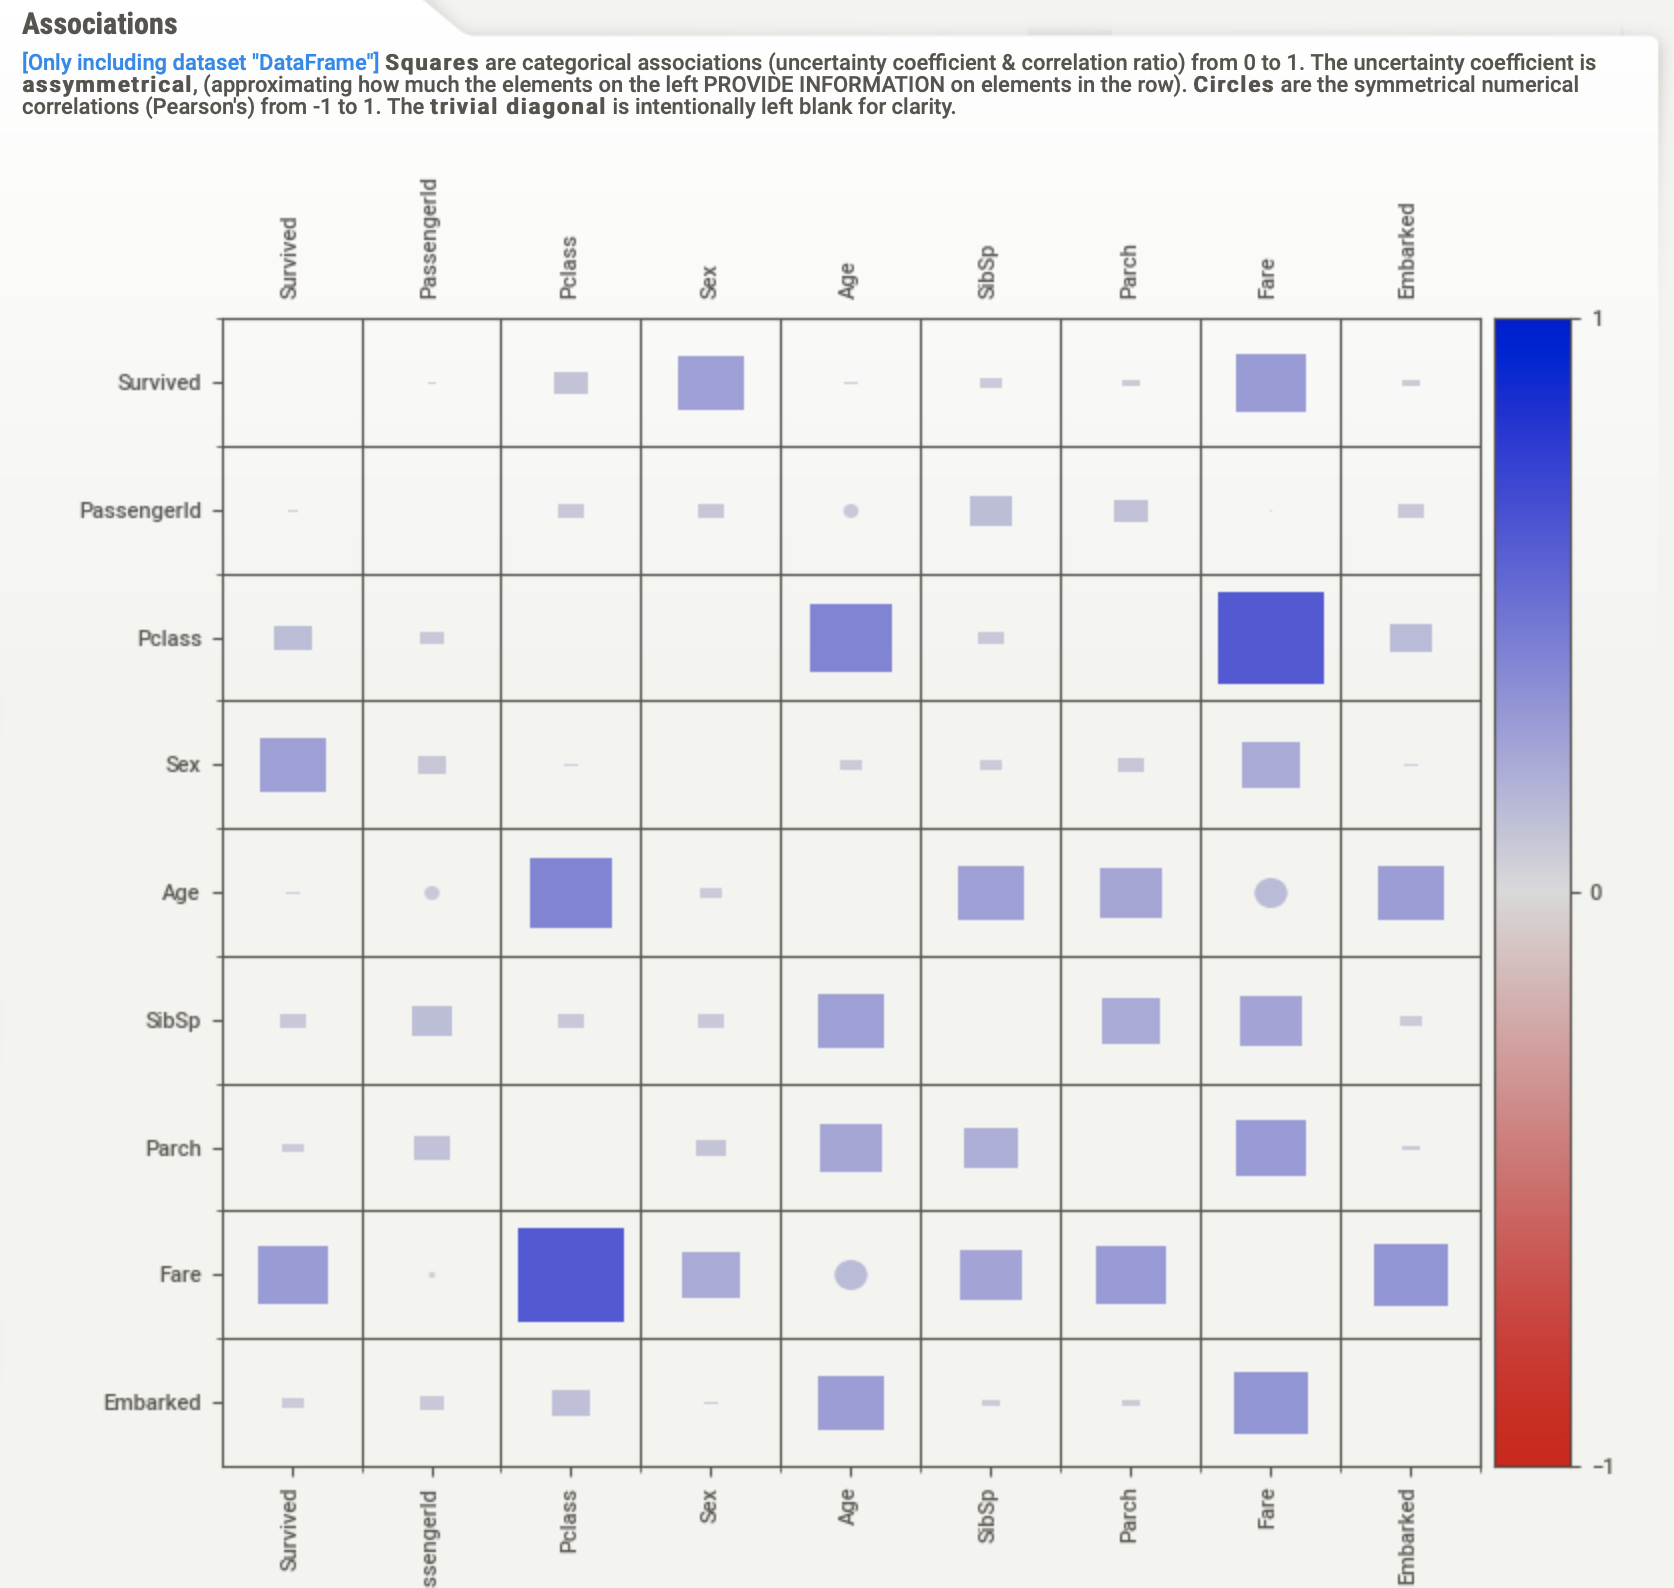 Associations
[Only including dataset "DataFrame"] Squares are categorical associations (uncertainty coefficient & correlation ratio) from 0 to 1. The uncertainty coefficient is
assymmetrical, (approximating how much the elements on the left PROVIDE INFORMATION on elements in the row). Circles are the symmetrical numerical
correlations (Pearson's) from -1 to 1. The trivial diagonal is intentionally left blank for clarity.
Survived
PassengerId
Pclass
Sex
Age
SibSp
Parch
Fare
Embarked
1
Survived
PassengerId
Pclass
Sex
Age
0
SibSp
Parch
Fare
Embarked
-1
Survived
ssengerId
Pclass
Sex
Age
SibSp
Parch
Fare
Embarked